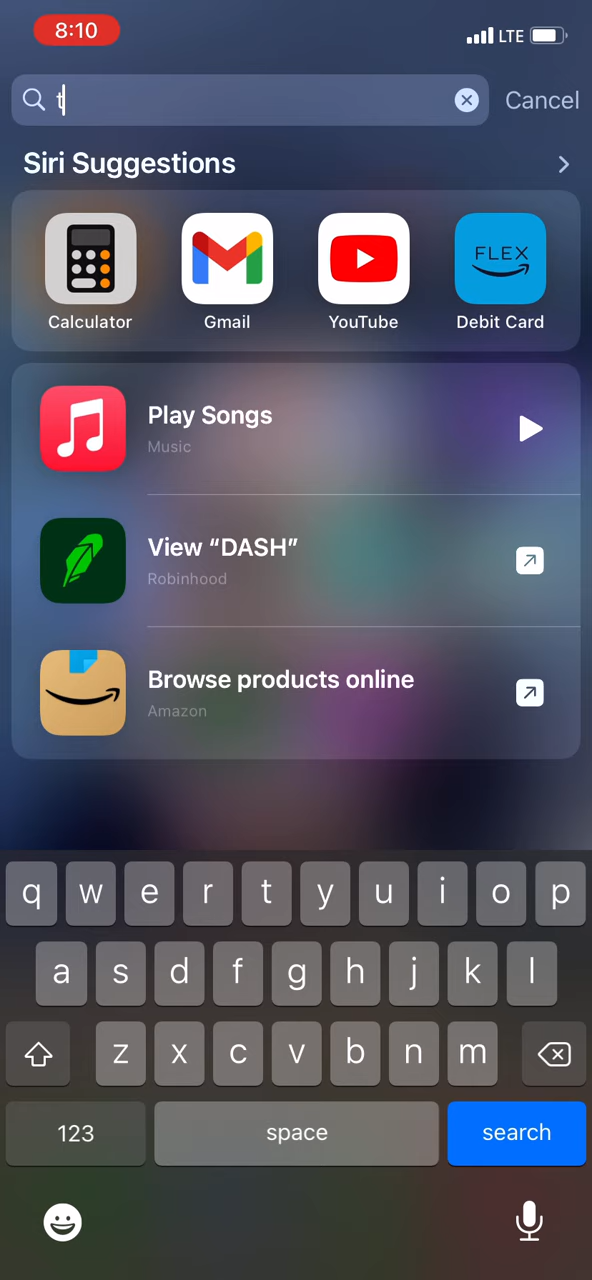 8:10
LTE
t
Cancel
Siri Suggestions
FLEX
Calculator
Gmail
YouTube
Debit Card
Play Songs
Music
View “DASH”
Robinhood
Browse products online
Amazon
q w e r t y u i o p
a s d f g h j k l
z x c v b n m
123
space
search